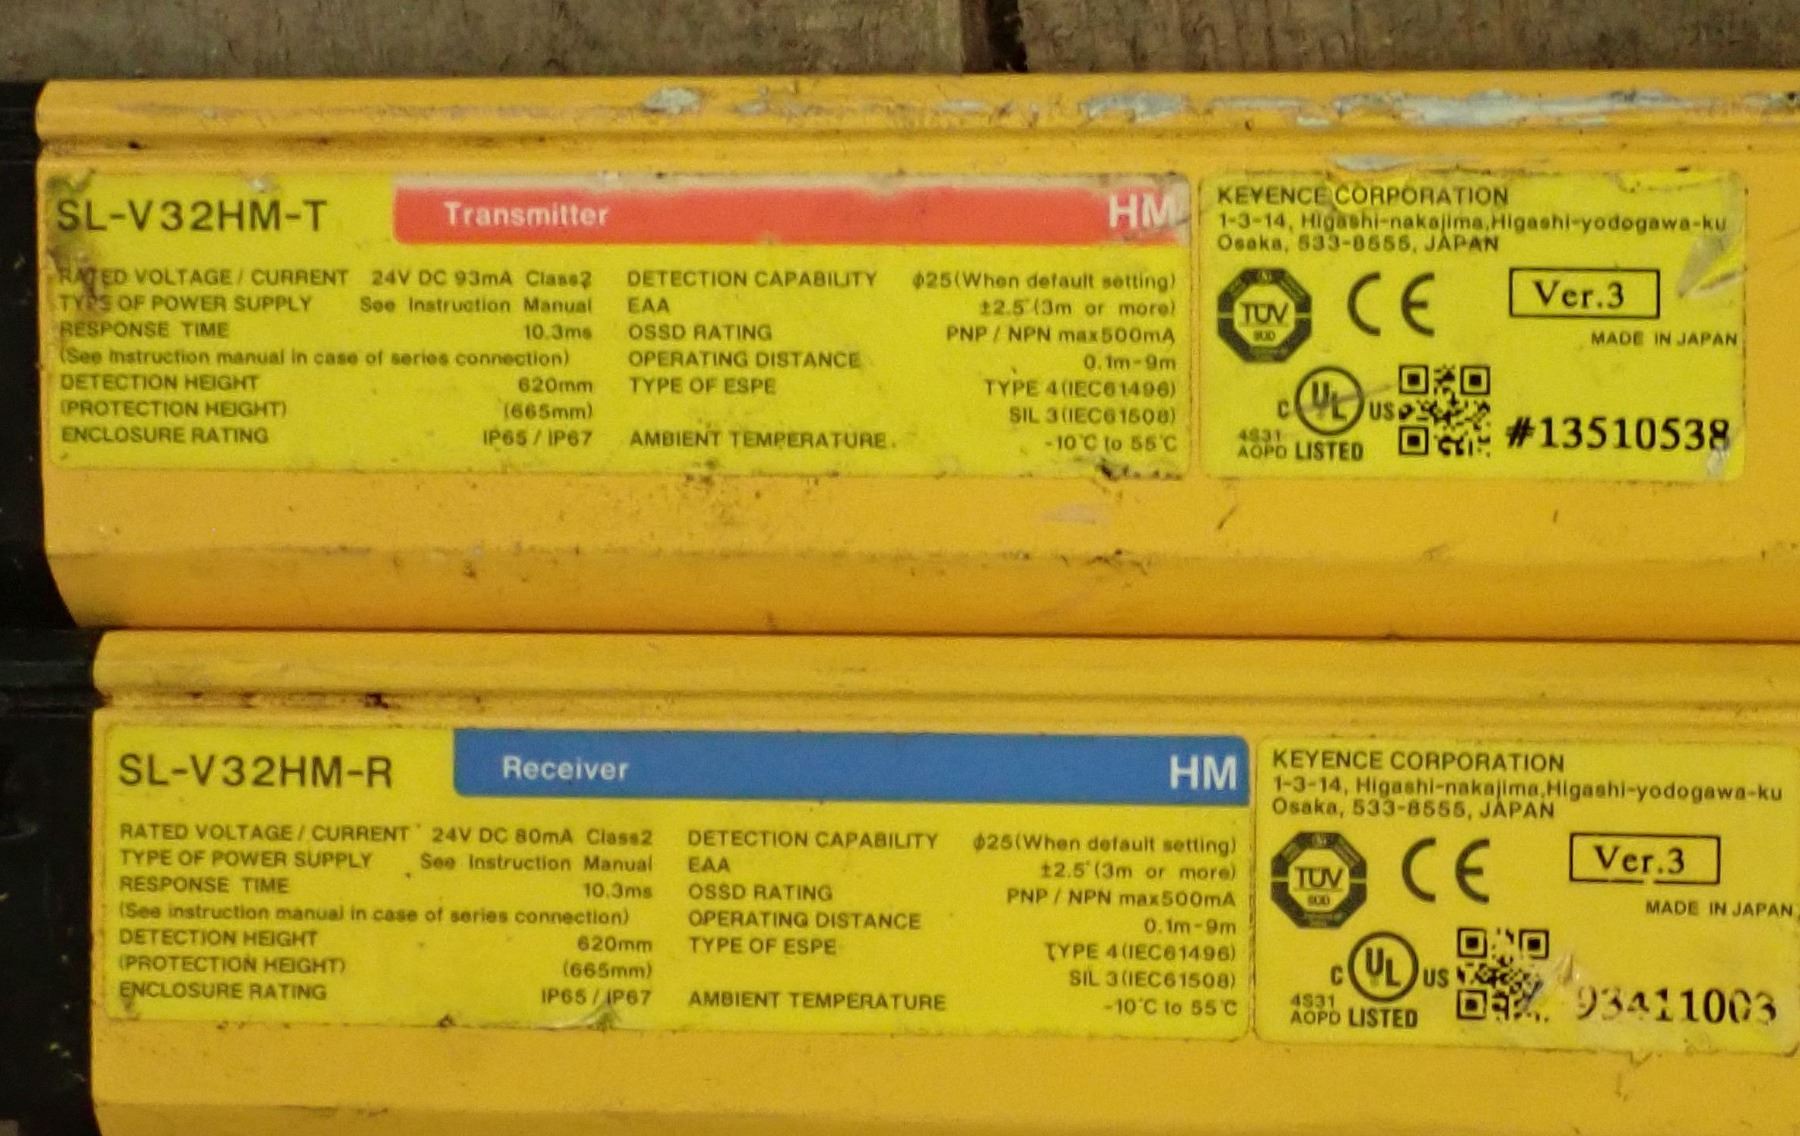 SL-V32HM-T Transmitter HM
RATED VOLTAGE / CURRENT 24V DC 93mA Class2
TYPE OF POWER SUPPLY See Instruction Manual
RESPONSE TIME 10.3ms
(See instruction manual in case of series connection)
DETECTION HEIGHT 620mm
(PROTECTION HEIGHT) (665mm)
ENCLOSURE RATING IP65 / IP67
DETECTION CAPABILITY ϕ25(When default setting)
EAA ±2.5°(3m or more)
OSSD RATING PNP / NPN max500mA
OPERATING DISTANCE 0.1m-9m
TYPE OF ESPE TYPE 4(IEC61496)
SIL 3(IEC61508)
AMBIENT TEMPERATURE -10°C to 55°C
KEYENCE CORPORATION
1-3-14, Higashi-nakajima,Higashi-yodogawa-ku
Osaka, 533-8555, JAPAN
TÜV
SÜD
CE
Ver.3
MADE IN JAPAN
C UL US
4S31
AOPD LISTED
#13510538
SL-V32HM-R Receiver HM
RATED VOLTAGE / CURRENT 24V DC 80mA Class2
TYPE OF POWER SUPPLY See Instruction Manual
RESPONSE TIME 10.3ms
(See instruction manual in case of series connection)
DETECTION HEIGHT 620mm
(PROTECTION HEIGHT) (665mm)
ENCLOSURE RATING IP65 / IP67
DETECTION CAPABILITY ϕ25(When default setting)
EAA ±2.5°(3m or more)
OSSD RATING PNP / NPN max500mA
OPERATING DISTANCE 0.1m-9m
TYPE OF ESPE TYPE 4(IEC61496)
SIL 3(IEC61508)
AMBIENT TEMPERATURE -10°C to 55°C
KEYENCE CORPORATION
1-3-14, Higashi-nakajima,Higashi-yodogawa-ku
Osaka, 533-8555, JAPAN
TÜV
SÜD
CE
Ver.3
MADE IN JAPAN
C UL US
4S31
AOPD LISTED
93411003